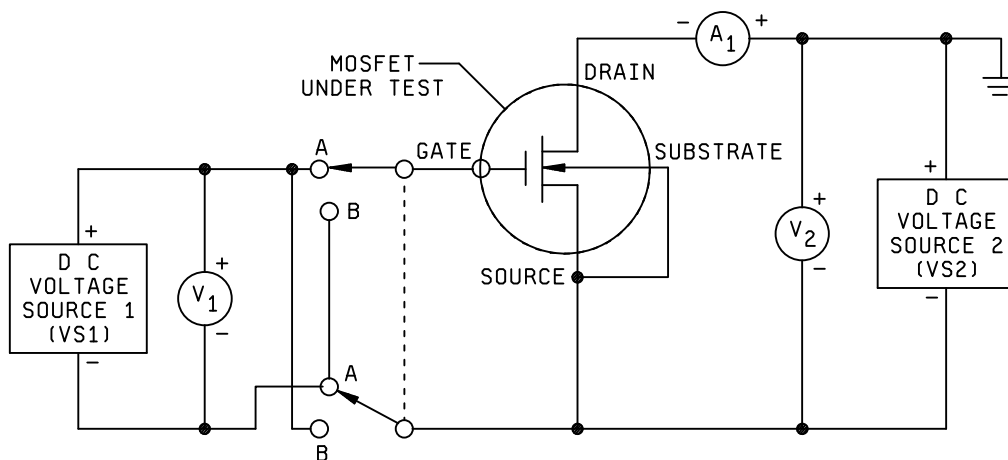 - A1 +
MOSFET
UNDER TEST
DRAIN
A
GATE
SUBSTRATE
B
+
D C
VOLTAGE
SOURCE 1
(VS1)
-
+
V1
-
SOURCE
+
V2
-
+
D C
VOLTAGE
SOURCE 2
(VS2)
-
A
B